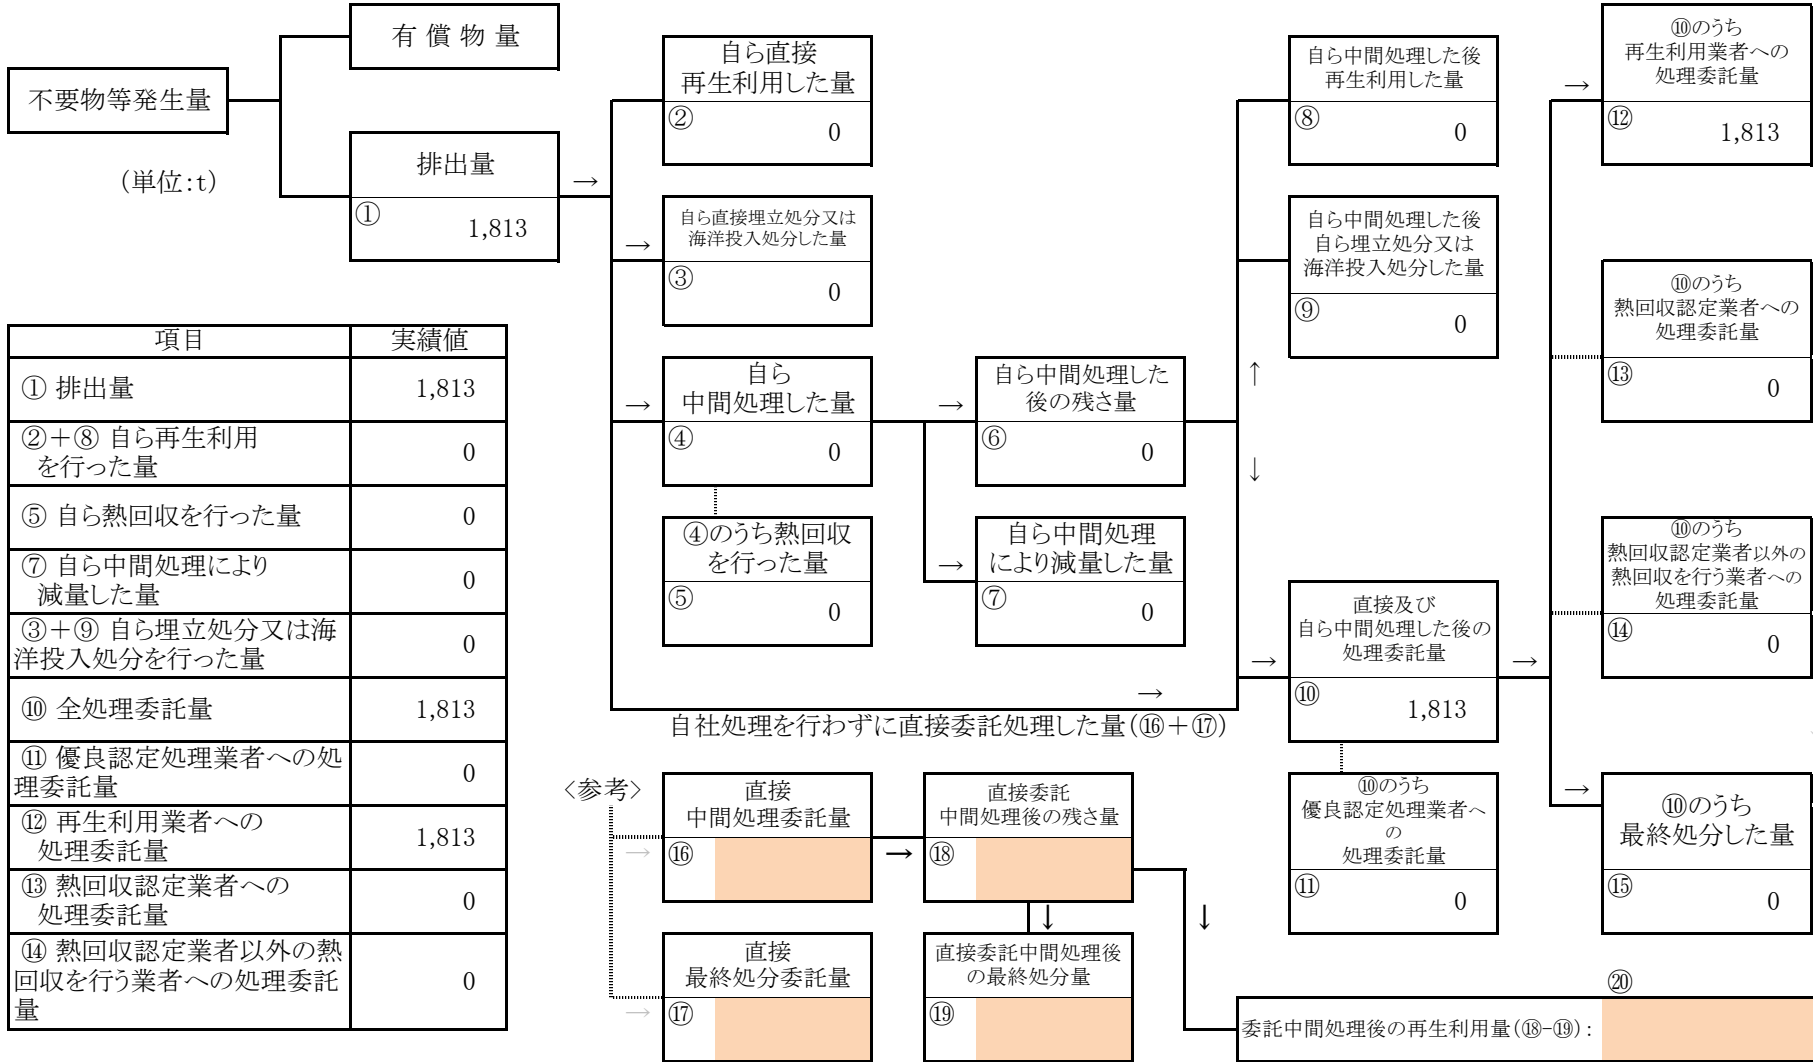 不要物等発生量
(単位:t)
有 償 物 量
排出量
①
1,813
→
自ら直接
再生利用した量
②
0
→
自ら直接埋立処分又は
海洋投入処分した量
③
0
→
自ら
中間処理した量
④
0
④のうち熱回収
を行った量
⑤
0
→
自ら中間処理した
後の残さ量
⑥
0
→
自ら中間処理
により減量した量
⑦
0
自ら中間処理した後
再生利用した量
⑧
0
自ら中間処理した後
自ら埋立処分又は
海洋投入処分した量
⑨
0
↑
↓
→
自社処理を行わずに直接委託処理した量(⑯+⑰)
→
直接及び
自ら中間処理した後の
処理委託量
⑩
1,813
⑩のうち
優良認定処理業者へ
の
処理委託量
⑪
0
→
→
⑩のうち
再生利用業者への
処理委託量
⑫
1,813
⑩のうち
熱回収認定業者への
処理委託量
⑬
0
⑩のうち
熱回収認定業者以外の
熱回収を行う業者への
処理委託量
⑭
0
→
⑩のうち
最終処分した量
⑮
0
項目 実績値
① 排出量 1,813
②+⑧ 自ら再生利用
を行った量 0
⑤ 自ら熱回収を行った量 0
⑦ 自ら中間処理により
減量した量 0
③+⑨ 自ら埋立処分又は海
洋投入処分を行った量 0
⑩ 全処理委託量 1,813
⑪ 優良認定処理業者への処
理委託量 0
⑫ 再生利用業者への
処理委託量 1,813
⑬ 熱回収認定業者への
処理委託量 0
⑭ 熱回収認定業者以外の熱
回収を行う業者への処理委託
量 0
<参考>
→
直接
中間処理委託量
⑯
→
直接委託
中間処理後の残さ量
⑱
↓
↓
→
直接
最終処分委託量
⑰
直接委託中間処理後
の最終処分量
⑲
⑳
委託中間処理後の再生利用量(⑱-⑲):